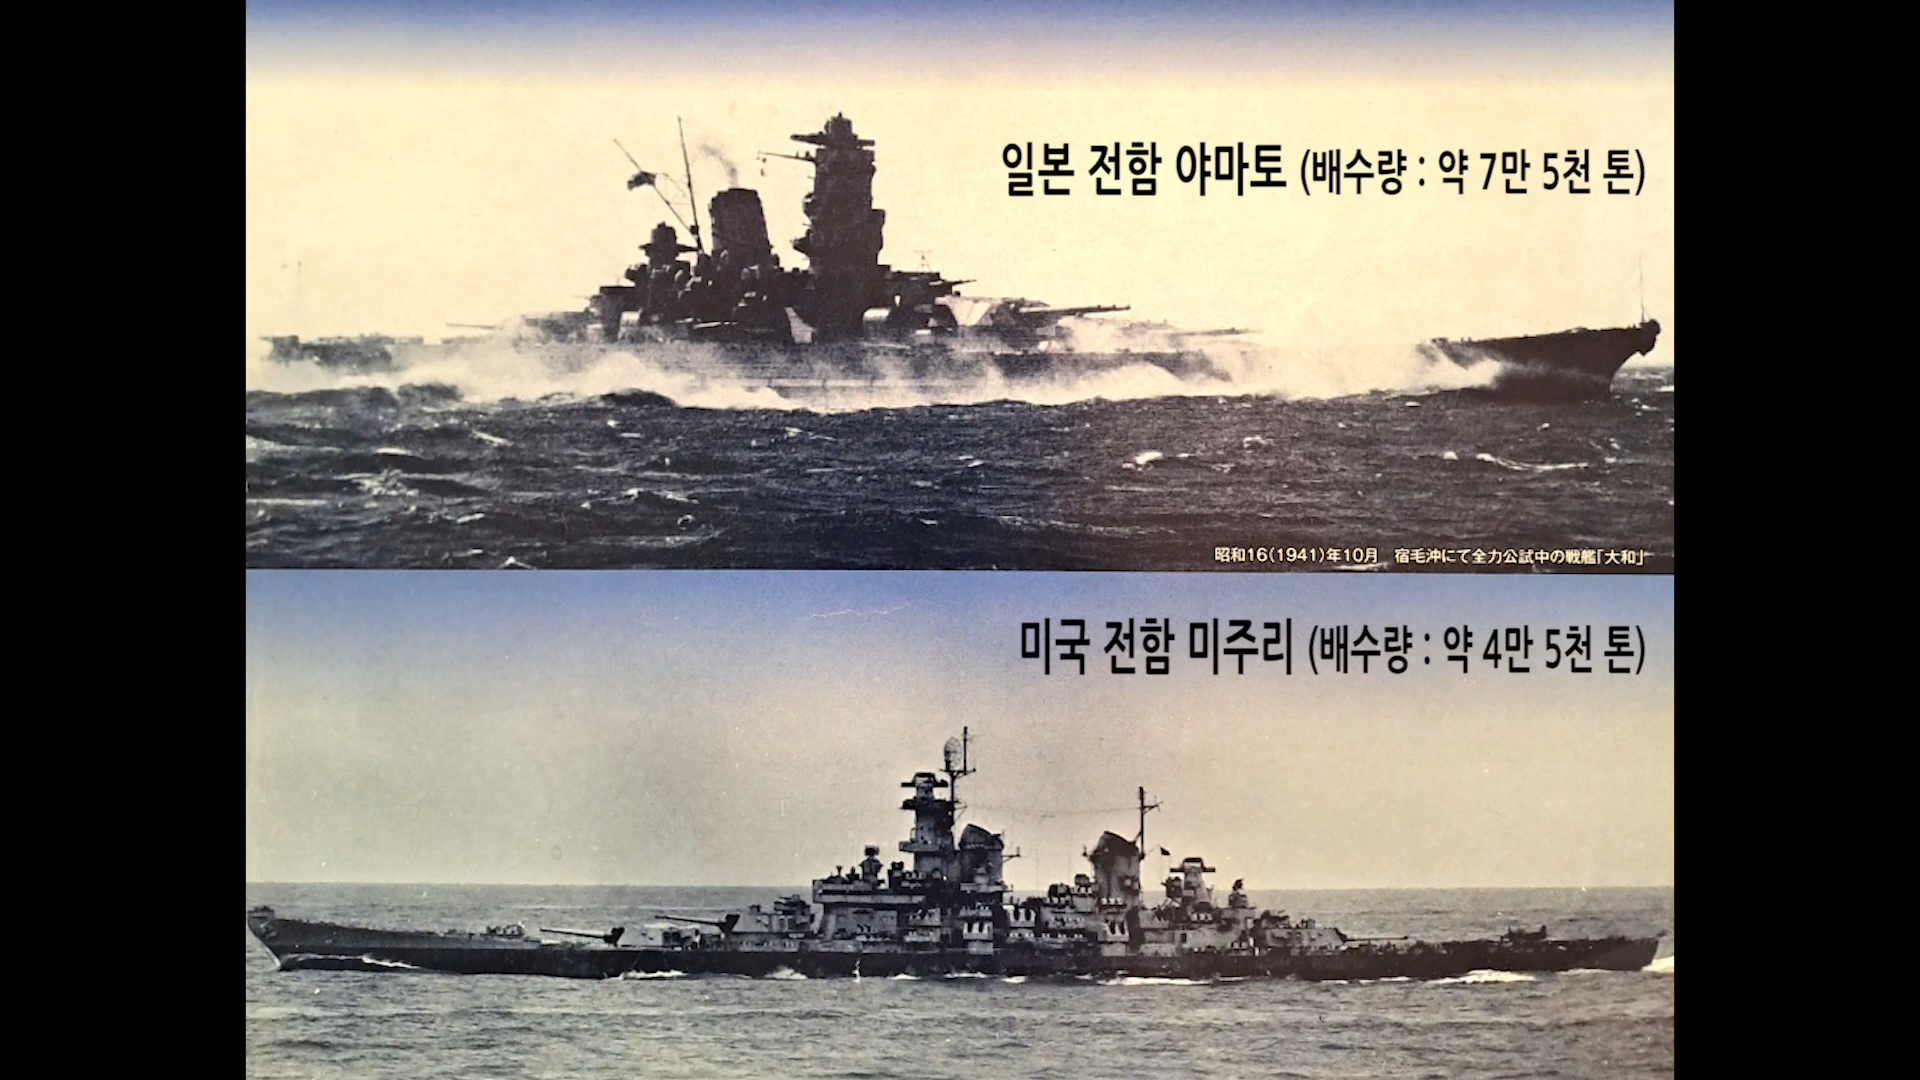 일본 전함 야마토 (배수량 : 약 7만 5천 톤)
昭和16(1941)年10月 宿毛沖にて全力公試中の戦艦「大和」
미국 전함 미주리 (배수량 : 약 4만 5천 톤)